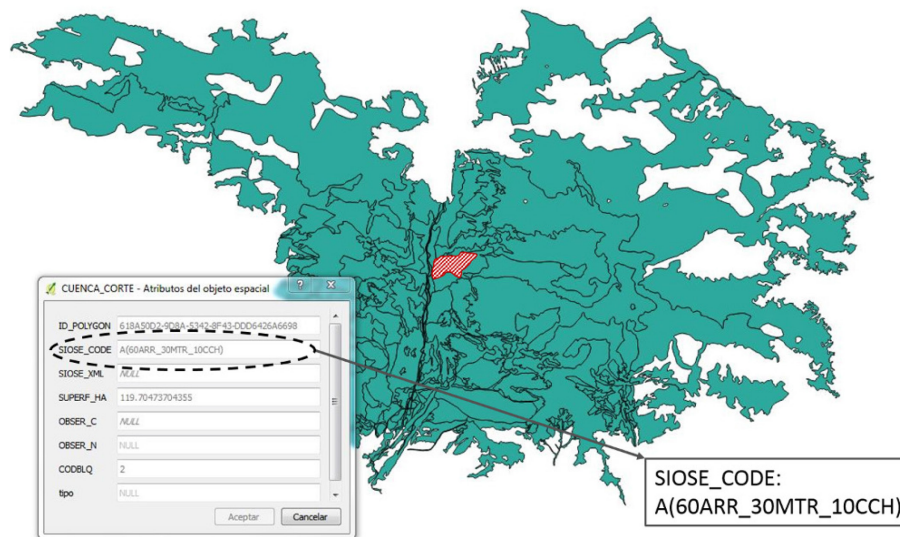 CUENCA_CORTE - Atributos del objeto espacial
ID_POLYGON 618A50D2-9D8A-5342-8F43-DDD6426A6698
SIOSE_CODE A(60ARR_30MTR_10CCH)
SIOSE_XML NULL
SUPERF_HA 119.70473704355
OBSER_C NULL
OBSER_N NULL
CODBLQ 2
tipo NULL
Aceptar Cancelar
SIOSE_CODE:
A(60ARR_30MTR_10CCH)